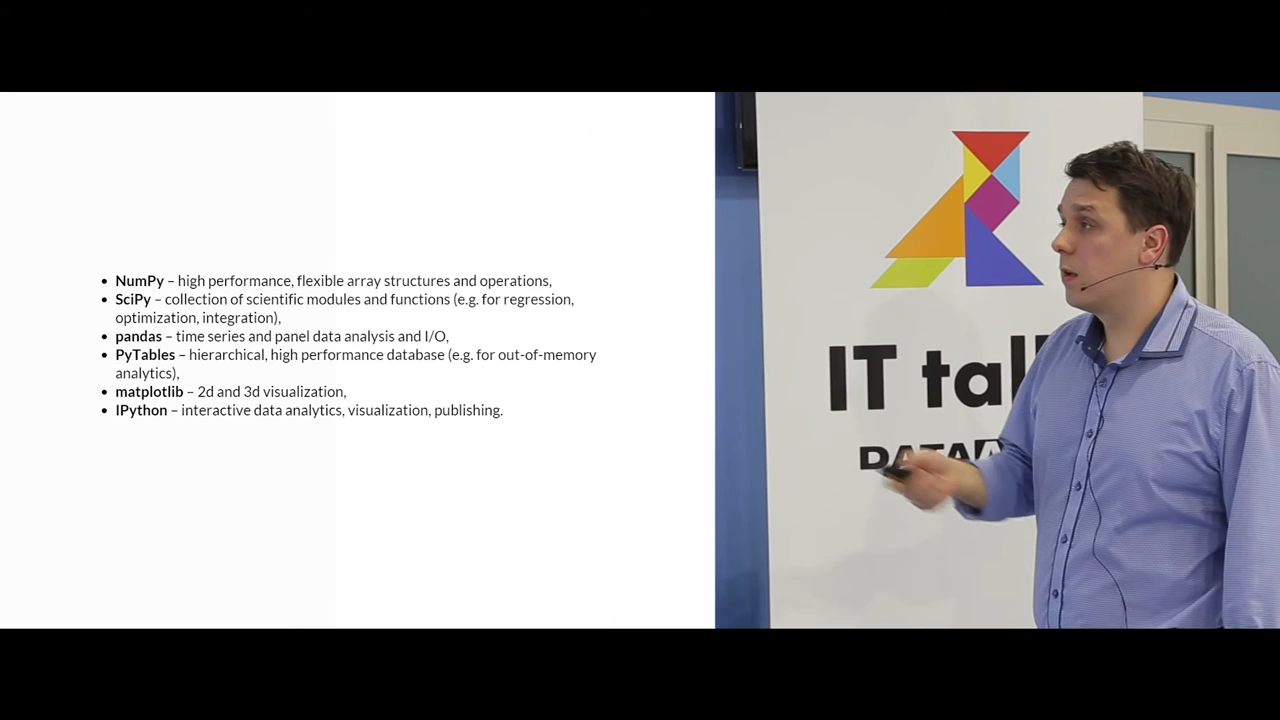 • NumPy – high performance, flexible array structures and operations,
• SciPy – collection of scientific modules and functions (e.g. for regression,
optimization, integration),
• pandas – time series and panel data analysis and I/O,
• PyTables – hierarchical, high performance database (e.g. for out-of-memory
analytics),
• matplotlib – 2d and 3d visualization,
• IPython – interactive data analytics, visualization, publishing.
IT tal
DATAA